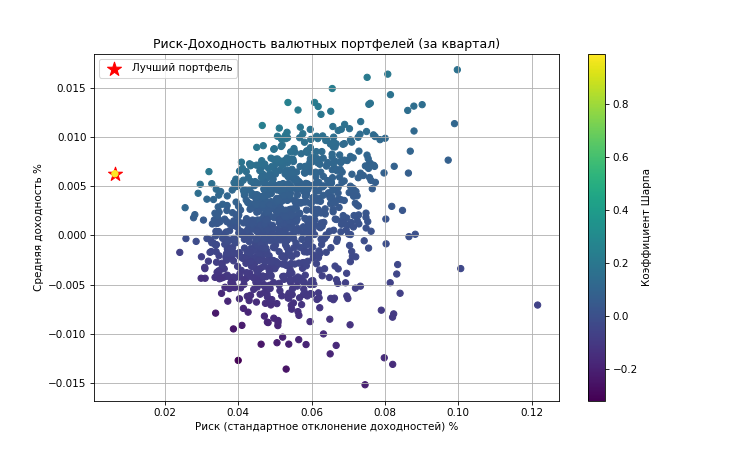 Риск-Доходность валютных портфелей (за квартал)
Лучший портфель
Средняя доходность %
0.015
0.010
0.005
0.000
−0.005
−0.010
−0.015
0.02 0.04 0.06 0.08 0.10 0.12
Риск (стандартное отклонение доходностей) %
0.8
0.6
0.4
0.2
0.0
−0.2
Коэффициент Шарпа